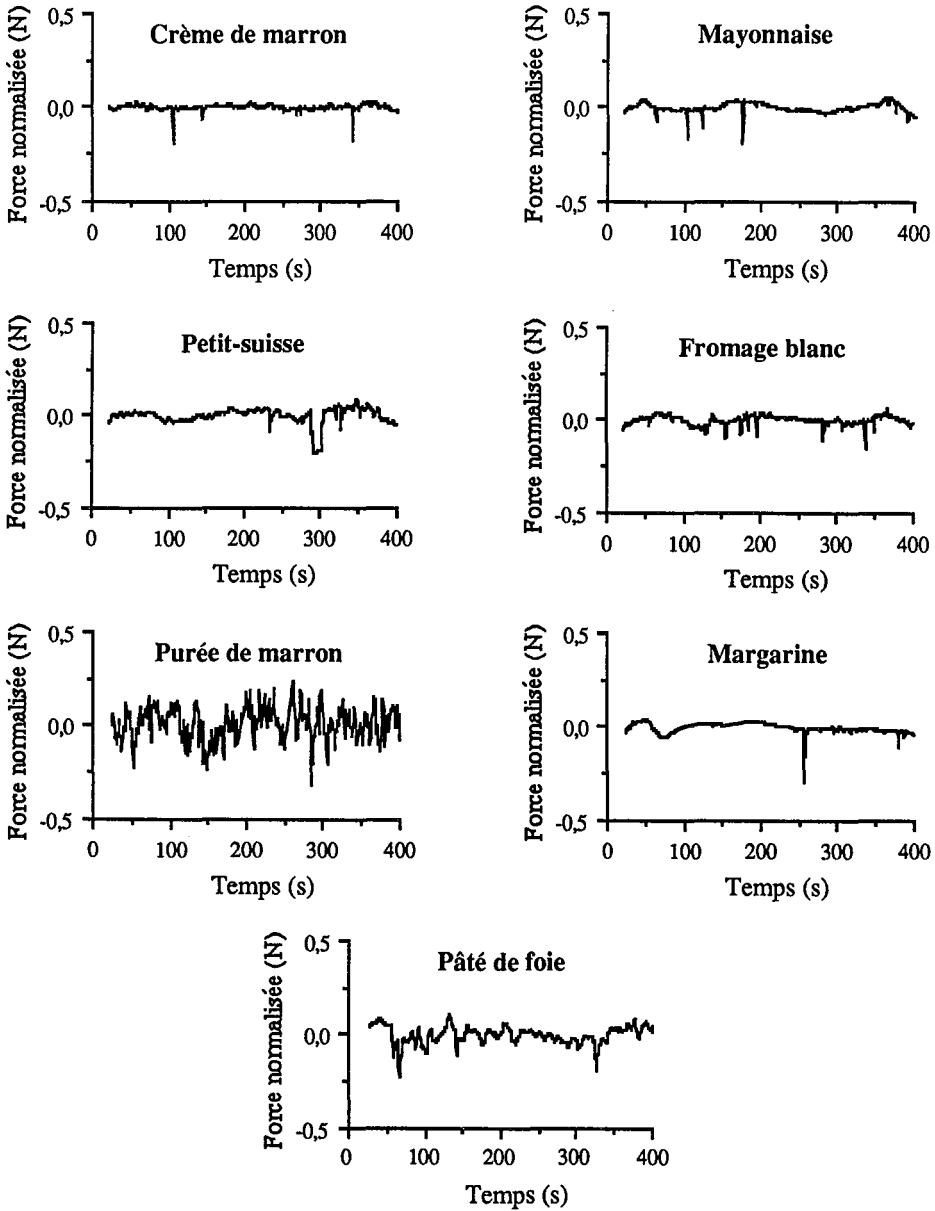 Crème de marron
Force normalisée (N)
0,5
0,0
-0,5
0 100 200 300 400
Temps (s)
Mayonnaise
Force normalisée (N)
0,5
0,0
-0,5
0 100 200 300 400
Temps (s)
Petit-suisse
Force normalisée (N)
0,5
0,0
-0,5
0 100 200 300 400
Temps (s)
Fromage blanc
Force normalisée (N)
0,5
0,0
-0,5
0 100 200 300 400
Temps (s)
Purée de marron
Force normalisée (N)
0,5
0,0
-0,5
0 100 200 300 400
Temps (s)
Margarine
Force normalisée (N)
0,5
0,0
-0,5
0 100 200 300 400
Temps (s)
Pâté de foie
Force normalisée (N)
0,5
0,0
-0,5
0 100 200 300 400
Temps (s)